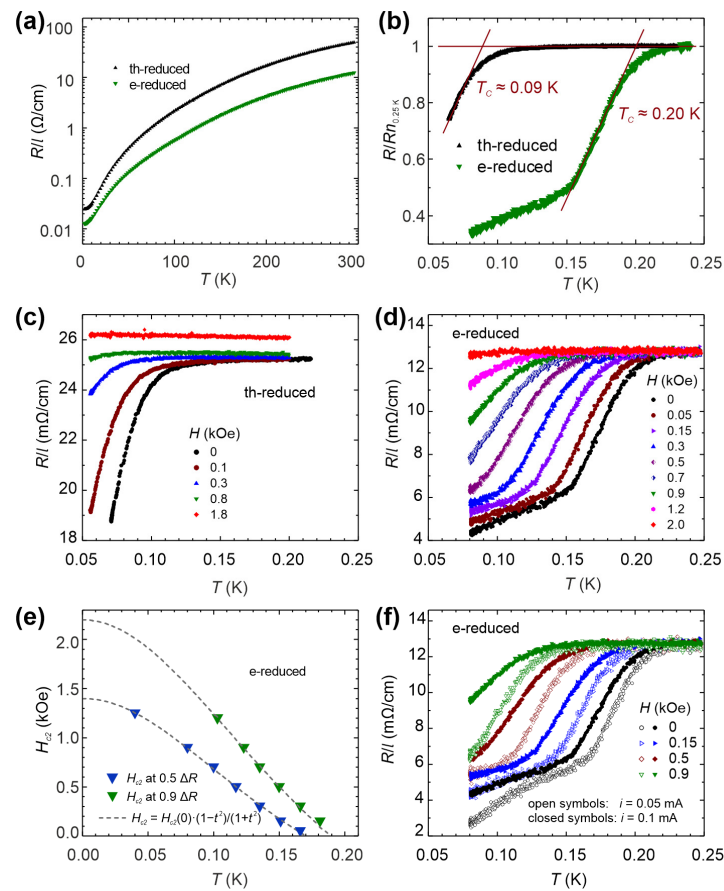 (a)
100
10
1
0.1
0.01
R/l (Ω/cm)
th-reduced
e-reduced
0
100
200
300
T (K)
(b)
1.0
0.8
0.6
0.4
R/Rn0.25 K
TC ≈ 0.09 K
TC ≈ 0.20 K
th-reduced
e-reduced
0.05
0.10
0.15
0.20
0.25
T (K)
(c)
26
24
22
20
18
R/l (mΩ/cm)
th-reduced
H (kOe)
0
0.1
0.3
0.8
1.8
0.05
0.10
0.15
0.20
0.25
T (K)
(d)
e-reduced
14
12
10
8
6
4
R/l (mΩ/cm)
H (kOe)
0
0.05
0.15
0.3
0.5
0.7
0.9
1.2
2.0
0.05
0.10
0.15
0.20
0.25
T (K)
(e)
e-reduced
2.0
1.5
1.0
0.5
0.0
Hc2 (kOe)
Hc2 at 0.5 ΔR
Hc2 at 0.9 ΔR
Hc2 = Hc2(0)·(1−t²)/(1+t²)
0.00
0.05
0.10
0.15
0.20
T (K)
(f)
e-reduced
14
12
10
8
6
4
2
R/l (mΩ/cm)
H (kOe)
0
0.15
0.5
0.9
open symbols: i = 0.05 mA
closed symbols: i = 0.1 mA
0.05
0.10
0.15
0.20
0.25
T (K)